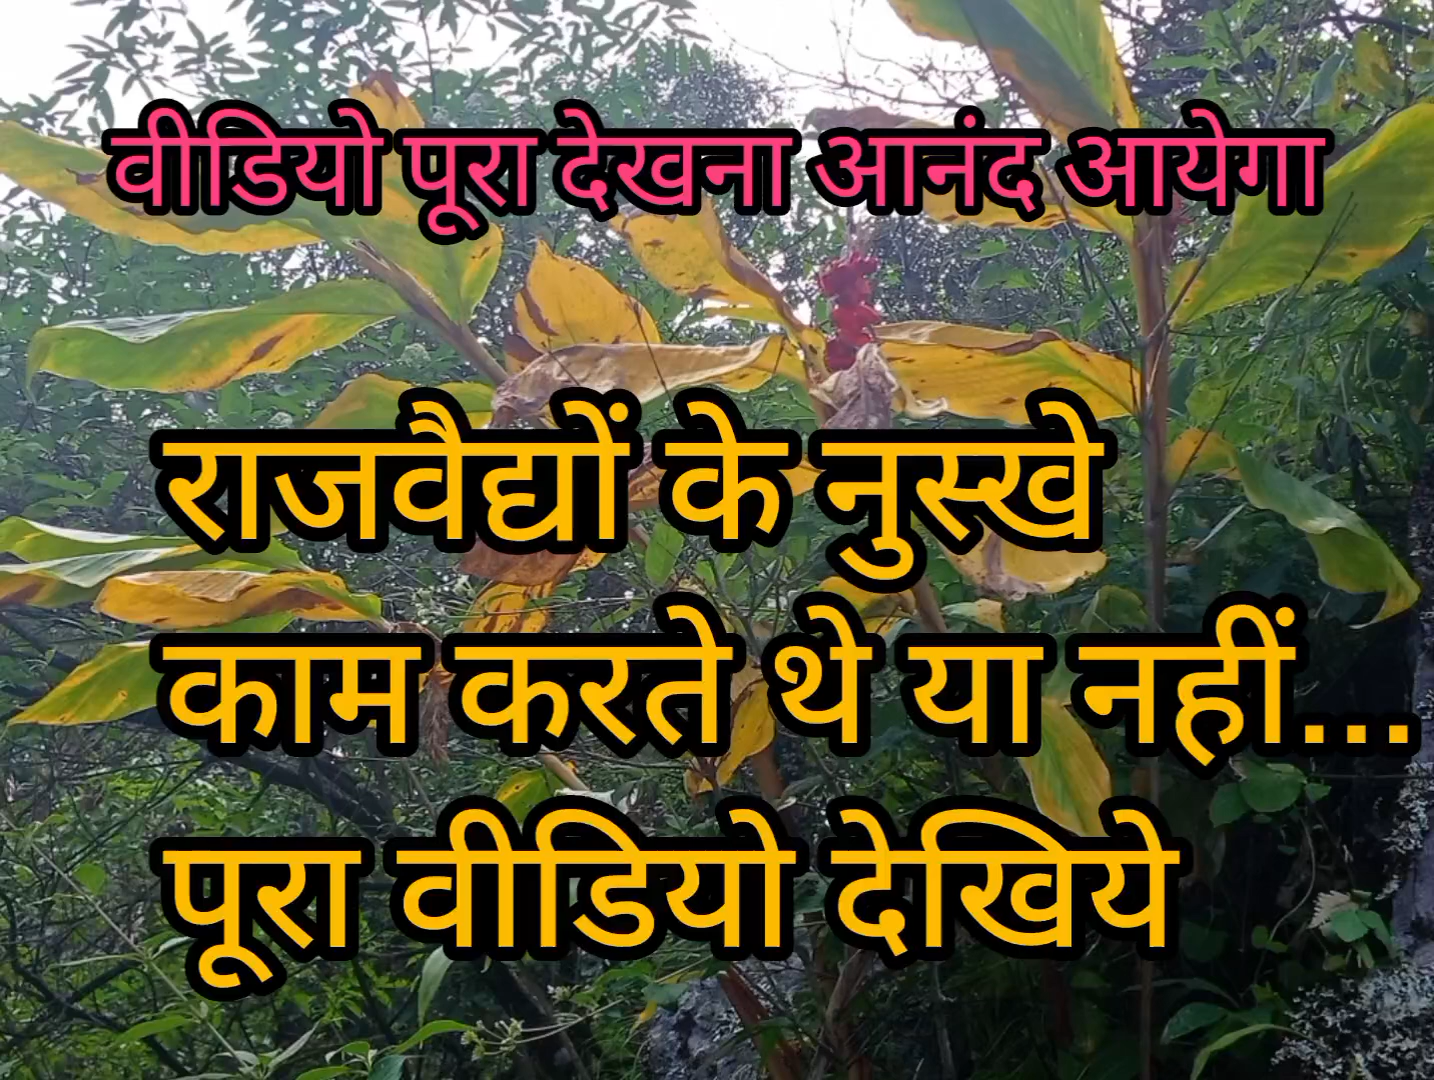 वीडियो पूरा देखना आनंद आयेगा
राजवैद्यों के नुस्खे
काम करते थे या नहीं...
पूरा वीडियो देखिये